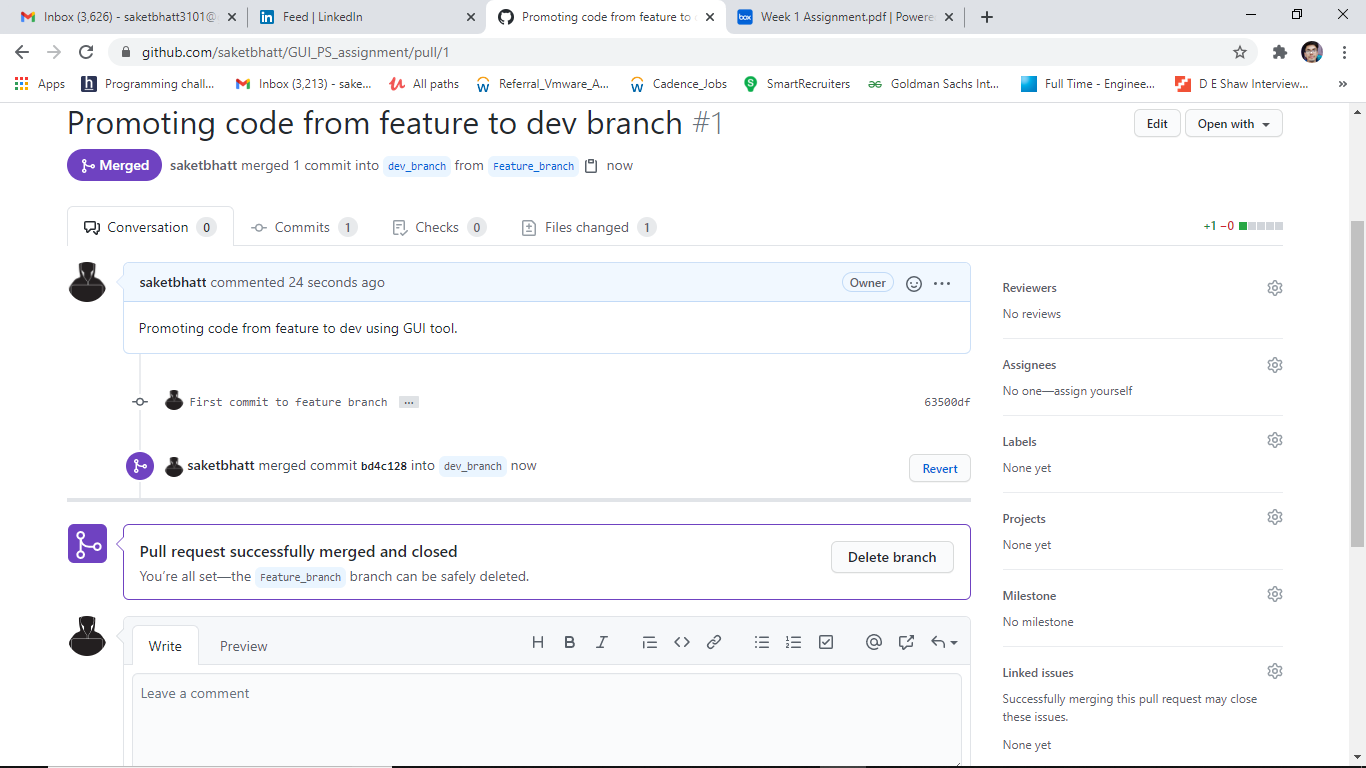 Inbox (3,626) - saketbhatt3101@
Feed | LinkedIn
Promoting code from feature to
Week 1 Assignment.pdf | Powere
github.com/saketbhatt/GUI_PS_assignment/pull/1
Apps
Programming chall...
Inbox (3,213) - sake...
All paths
Referral_Vmware_A...
Cadence_Jobs
SmartRecruiters
Goldman Sachs Int...
Full Time - Enginee...
D E Shaw Interview...
»
Promoting code from feature to dev branch #1
Edit
Open with
Merged
saketbhatt merged 1 commit into dev_branch from Feature_branch now
Conversation 0
Commits 1
Checks 0
Files changed 1
+1 −0
saketbhatt commented 24 seconds ago
Owner
Promoting code from feature to dev using GUI tool.
First commit to feature branch ...
63500df
saketbhatt merged commit bd4c128 into dev_branch now
Revert
Pull request successfully merged and closed
You're all set—the Feature_branch branch can be safely deleted.
Delete branch
Write
Preview
H B I
Leave a comment
Reviewers
No reviews
Assignees
No one—assign yourself
Labels
None yet
Projects
None yet
Milestone
No milestone
Linked issues
Successfully merging this pull request may close
these issues.
None yet